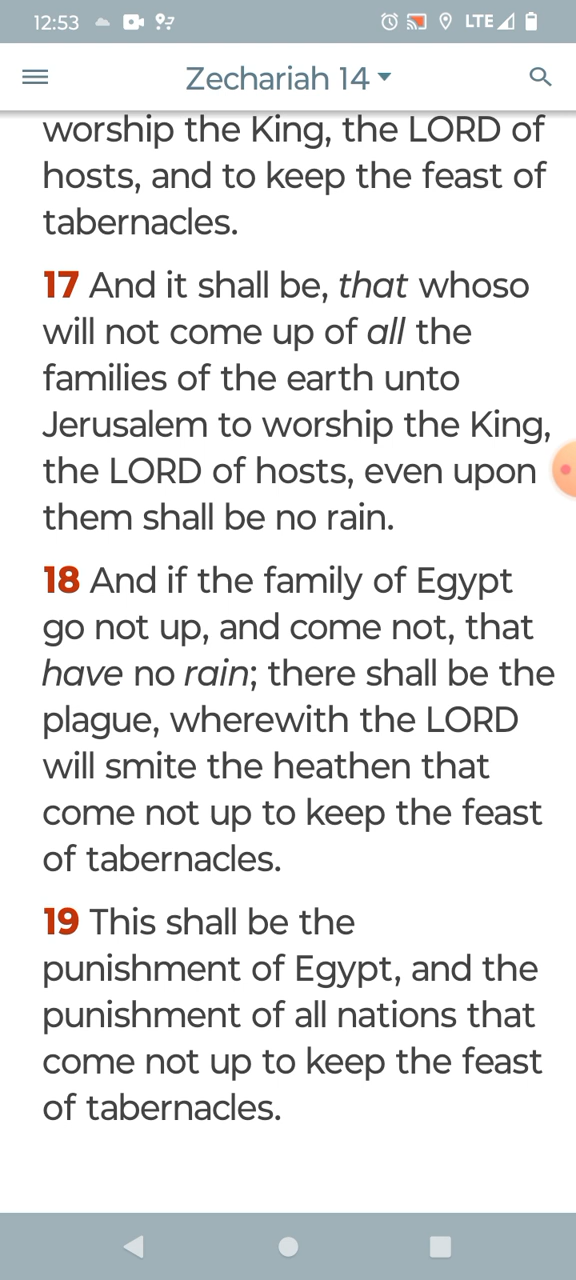 12:53
LTE
Zechariah 14
worship the King, the LORD of
hosts, and to keep the feast of
tabernacles.
17 And it shall be, that whoso
will not come up of all the
families of the earth unto
Jerusalem to worship the King,
the LORD of hosts, even upon
them shall be no rain.
18 And if the family of Egypt
go not up, and come not, that
have no rain; there shall be the
plague, wherewith the LORD
will smite the heathen that
come not up to keep the feast
of tabernacles.
19 This shall be the
punishment of Egypt, and the
punishment of all nations that
come not up to keep the feast
of tabernacles.